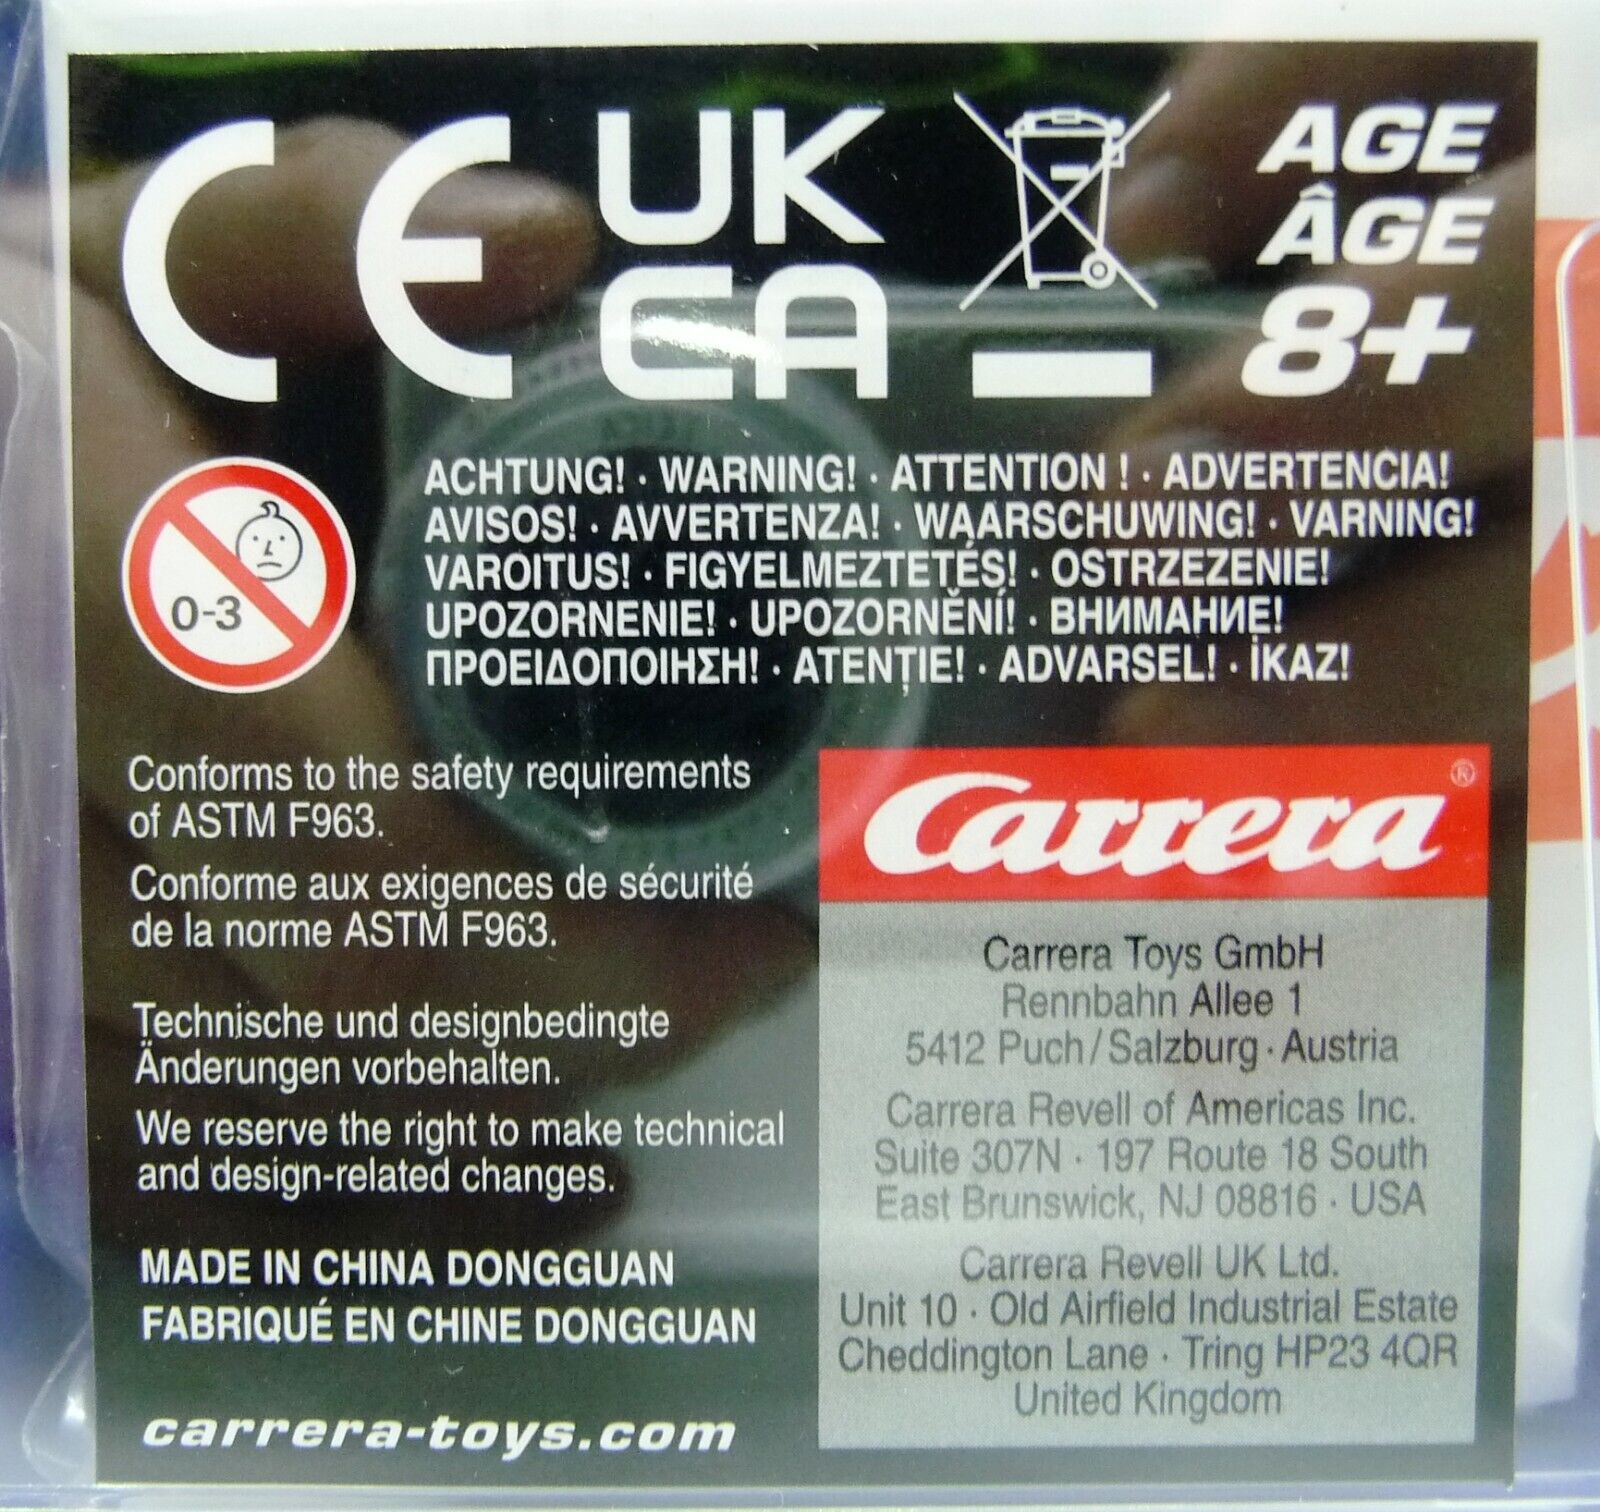 CE
UK
CA
AGE
ÂGE
8+
0-3
ACHTUNG! · WARNING! · ATTENTION ! · ADVERTENCIA!
AVISOS! · AVVERTENZA! · WAARSCHUWING! · VARNING!
VAROITUS! · FIGYELMEZTETÉS! · OSTRZEZENIE!
UPOZORNENIE! · UPOZORNĚNÍ! · ВНИМАНИЕ!
ΠΡΟΕΙΔΟΠΟΙΗΣΗ! · ATENȚIE! · ADVARSEL! · İKAZ!
Conforms to the safety requirements
of ASTM F963.
Conforme aux exigences de sécurité
de la norme ASTM F963.
Technische und designbedingte
Änderungen vorbehalten.
We reserve the right to make technical
and design-related changes.
MADE IN CHINA DONGGUAN
FABRIQUÉ EN CHINE DONGGUAN
carrera-toys.com
Carrera®
Carrera Toys GmbH
Rennbahn Allee 1
5412 Puch/Salzburg · Austria
Carrera Revell of Americas Inc.
Suite 307N · 197 Route 18 South
East Brunswick, NJ 08816 · USA
Carrera Revell UK Ltd.
Unit 10 · Old Airfield Industrial Estate
Cheddington Lane · Tring HP23 4QR
United Kingdom